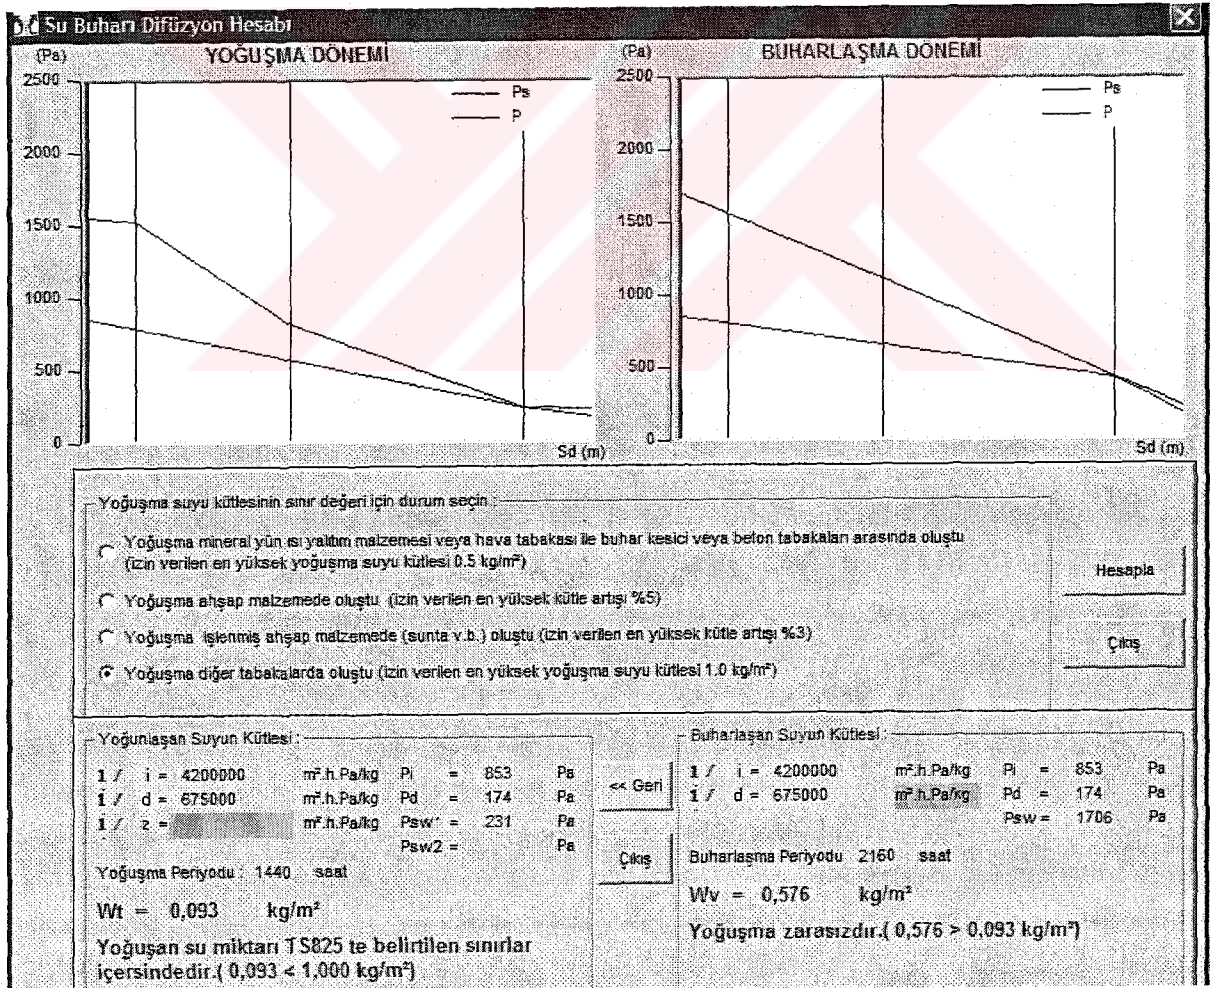 Su Buharı Difüzyon Hesabı
(Pa) YOĞUŞMA DÖNEMİ
2500
2000
1500
1000
500
0
Ps
P
Sd (m)
(Pa) BUHARLAŞMA DÖNEMİ
2500
2000
1500
1000
500
0
Ps
P
Sd (m)
Yoğuşma suyu kütlesinin sınır değeri için durum seçin :
Yoğuşma mineral yün ısı yalıtım malzemesi veya hava tabakası ile buhar kesici veya beton tabakaları arasında oluştu
(izin verilen en yüksek yoğuşma suyu kütlesi 0.5 kg/m²)
Yoğuşma ahşap malzemede oluştu (izin verilen en yüksek kütle artışı %5)
Yoğuşma işlenmiş ahşap malzemede (sunta v.b.) oluştu (izin verilen en yüksek kütle artışı %3)
Yoğuşma diğer tabakalarda oluştu (izin verilen en yüksek yoğuşma suyu kütlesi 1.0 kg/m²)
Hesapla
Çıkış
Yoğunlaşan Suyun Kütlesi :
1 / i = 4200000 m².h.Pa/kg Pi = 853 Pa
1 / d = 675000 m².h.Pa/kg Pd = 174 Pa
1 / z = m².h.Pa/kg Psw1 = 231 Pa
Psw2 = Pa
Yoğuşma Periyodu : 1440 saat
Wt = 0,093 kg/m²
Yoğuşan su miktarı TS825 te belirtilen sınırlar
içersindedir.( 0,093 < 1,000 kg/m²)
<< Geri
Çıkış
Buharlaşan Suyun Kütlesi :
1 / i = 4200000 m².h.Pa/kg Pi = 853 Pa
1 / d = 675000 m².h.Pa/kg Pd = 174 Pa
Psw = 1706 Pa
Buharlaşma Periyodu 2160 saat
Wv = 0,576 kg/m²
Yoğuşma zararsızdır.( 0,576 > 0,093 kg/m²)